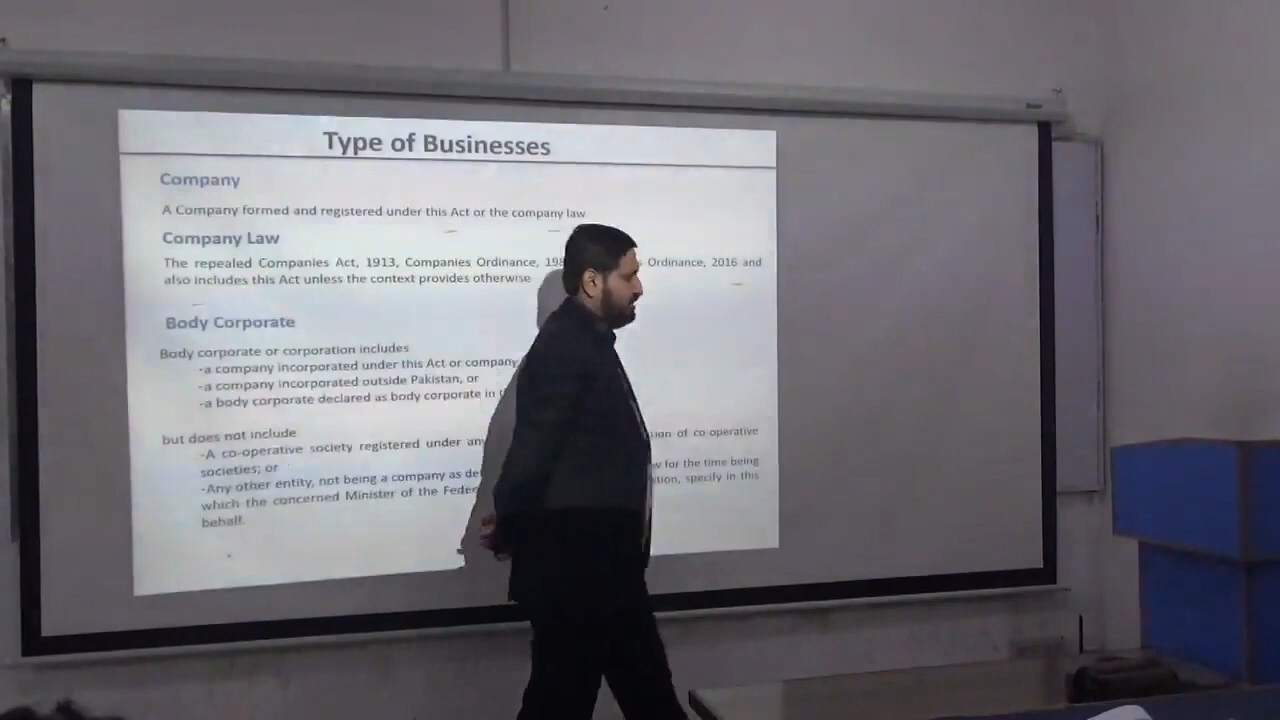 Type of Businesses
Company
A Company formed and registered under this Act or the company law
Company Law
The repealed Companies Act, 1913, Companies Ordinance, Ordinance, 2016 and
also includes this Act unless the context provides otherwise
Body Corporate
Body corporate or corporation includes
-a company incorporated under this Act or company
-a company incorporated outside Pakistan, or
-a body corporate declared as body corporate in
but does not include
-A co-operative society registered under any of co-operative
societies; or
-Any other entity, not being a company as for the time being
which the concerned Minister of the specify in this
behalf.